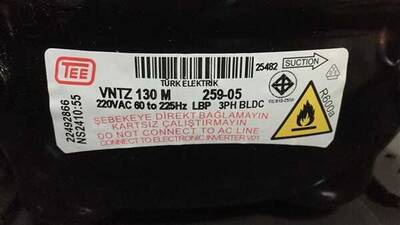 TEE
TÜRK ELEKTRİK
25482
SUCTION
VNTZ 130 M 259-05
220VAC 60 to 225Hz LBP 3PH BLDC
ŞEBEKEYE DİREKT BAĞLAMAYIN
KARTSIZ ÇALIŞTIRMAYIN
DO NOT CONNECT TO AC LINE
CONNECT TO ELECTRONIC INVERTER V01
22492866
NS2410:55
R600a